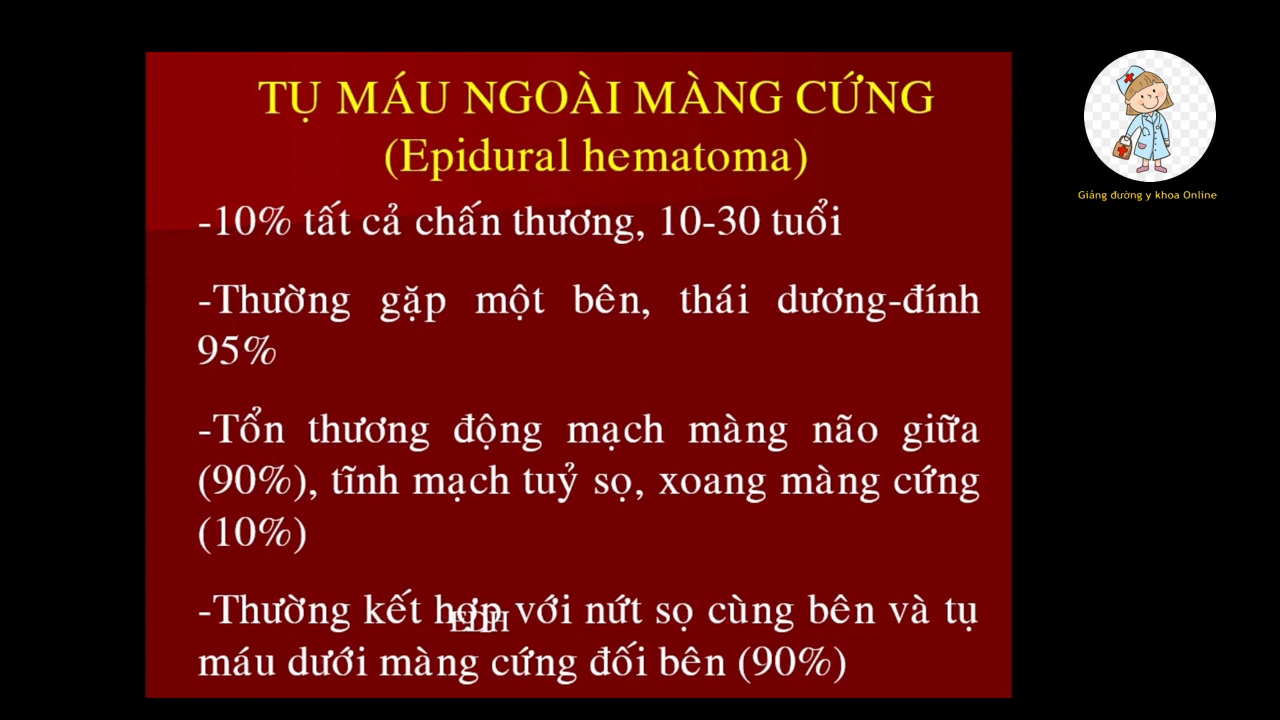 TỤ MÁU NGOÀI MÀNG CỨNG
(Epidural hematoma)
-10% tất cả chấn thương, 10-30 tuổi
-Thường gặp một bên, thái dương-đính
95%
-Tổn thương động mạch màng não giữa
(90%), tĩnh mạch tuỷ sọ, xoang màng cứng
(10%)
-Thường kết hợp với nứt sọ cùng bên và tụ
EDH
máu dưới màng cứng đối bên (90%)
Giảng đường y khoa Online